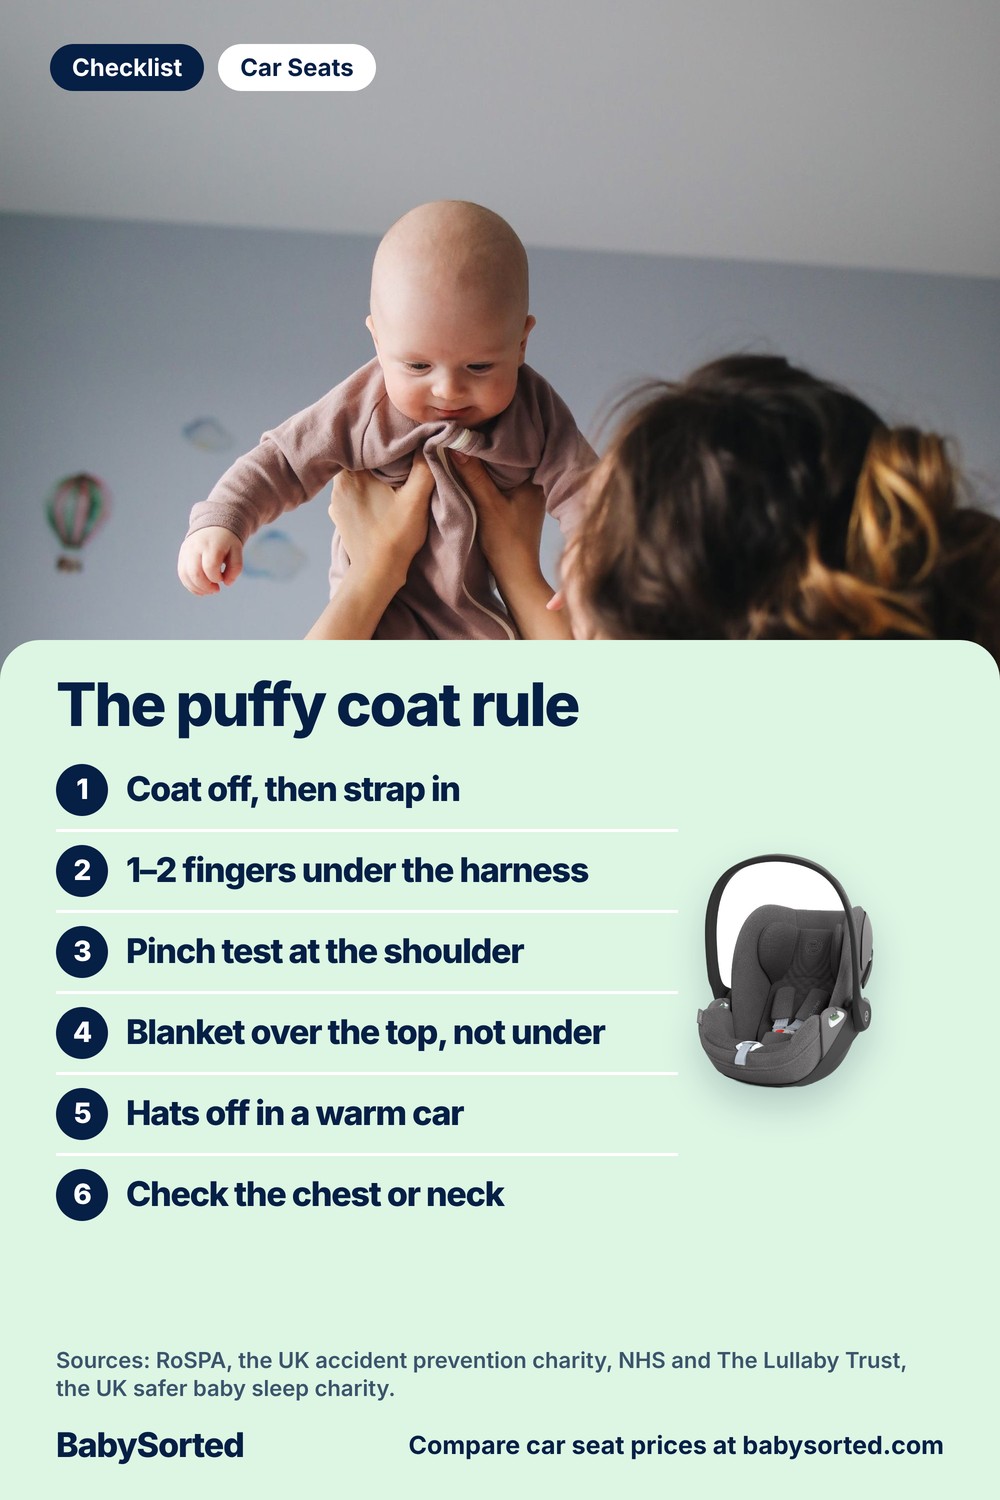 Checklist
Car Seats
The puffy coat rule
1 Coat off, then strap in
2 1–2 fingers under the harness
3 Pinch test at the shoulder
4 Blanket over the top, not under
5 Hats off in a warm car
6 Check the chest or neck
Sources: RoSPA, the UK accident prevention charity, NHS and The Lullaby Trust,
the UK safer baby sleep charity.
BabySorted
Compare car seat prices at babysorted.com